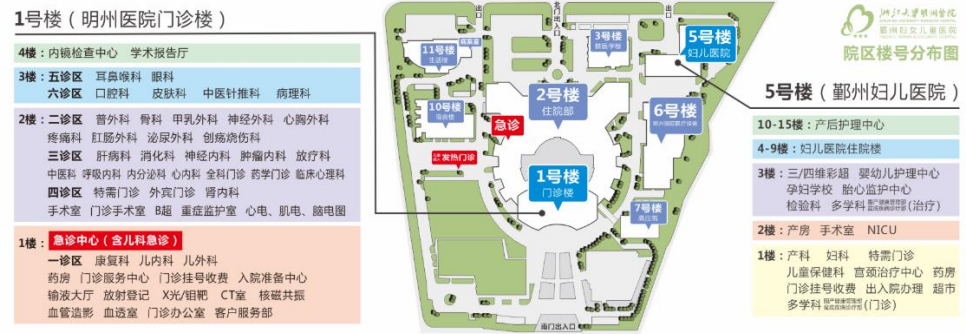 1号楼（明州医院门诊楼）
4楼：内镜检查中心 学术报告厅
3楼：五诊区 耳鼻喉科 眼科
六诊区 口腔科 皮肤科 中医针推科 病理科
2楼：二诊区 普外科 骨科 甲乳外科 神经外科 心胸外科
疼痛科 肛肠外科 泌尿外科 创疡烧伤科
三诊区 肝病科 消化科 神经内科 肿瘤内科 放疗科
中医科 呼吸内科 内分泌科 心内科 全科门诊 药学门诊 临床心理科
四诊区 特需门诊 外宾门诊 肾内科
手术室 门诊手术室 B超 重症监护室 心电、肌电、脑电图
1楼：急诊中心（含儿科急诊）
一诊区 康复科 儿内科 儿外科
药房 门诊服务中心 门诊挂号收费 入院准备中心
输液大厅 放射登记 X光/钼靶 CT室 核磁共振
血管造影 血透室 门诊办公室 客户服务部
出口
北门出入口
出口
11号楼
生活楼
3号楼
5号楼
妇儿医院
10号楼
2号楼
住院部
6号楼
急诊
发热门诊
1号楼
门诊楼
7号楼
南门出入口
浙江大学明州医院
鄞州妇女儿童医院
院区楼号分布图
5号楼（鄞州妇儿医院）
10-15楼：产后护理中心
4-9楼：妇儿医院住院楼
3楼：三/四维彩超 婴幼儿护理中心
孕妇学校 胎心监护中心
检验科 多学科 (治疗)
2楼：产房 手术室 NICU
1楼：产科 妇科 特需门诊
儿童保健科 宫颈治疗中心 药房
门诊挂号收费 出入院办理 超市
多学科 (门诊)